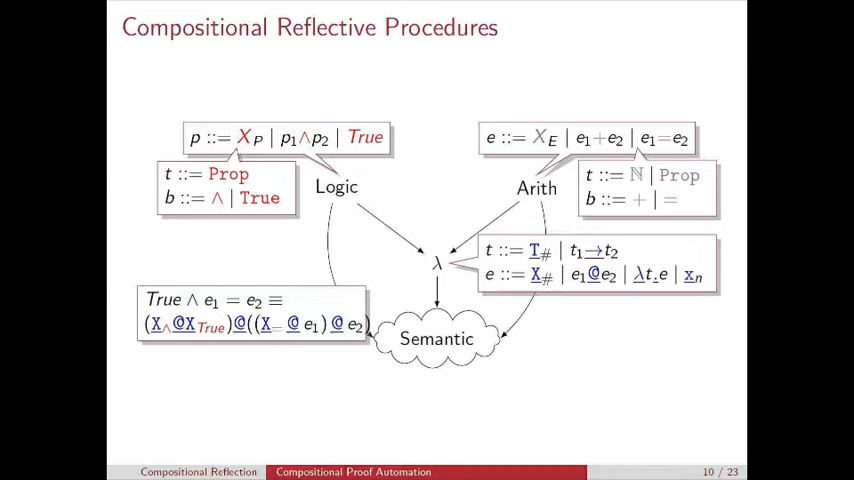 Compositional Reflective Procedures
p ::= X_P | p₁∧p₂ | True
e ::= X_E | e₁+e₂ | e₁=e₂
t ::= Prop
b ::= ∧ | True
Logic
Arith
t ::= ℕ | Prop
b ::= + | =
λ
t ::= T_# | t₁→t₂
e ::= X_# | e₁@e₂ | λt.e | x_n
True ∧ e₁ = e₂ ≡
(X_∧@X_True)@((X_= @ e₁) @ e₂)
Semantic
Compositional Reflection
Compositional Proof Automation
10 / 23